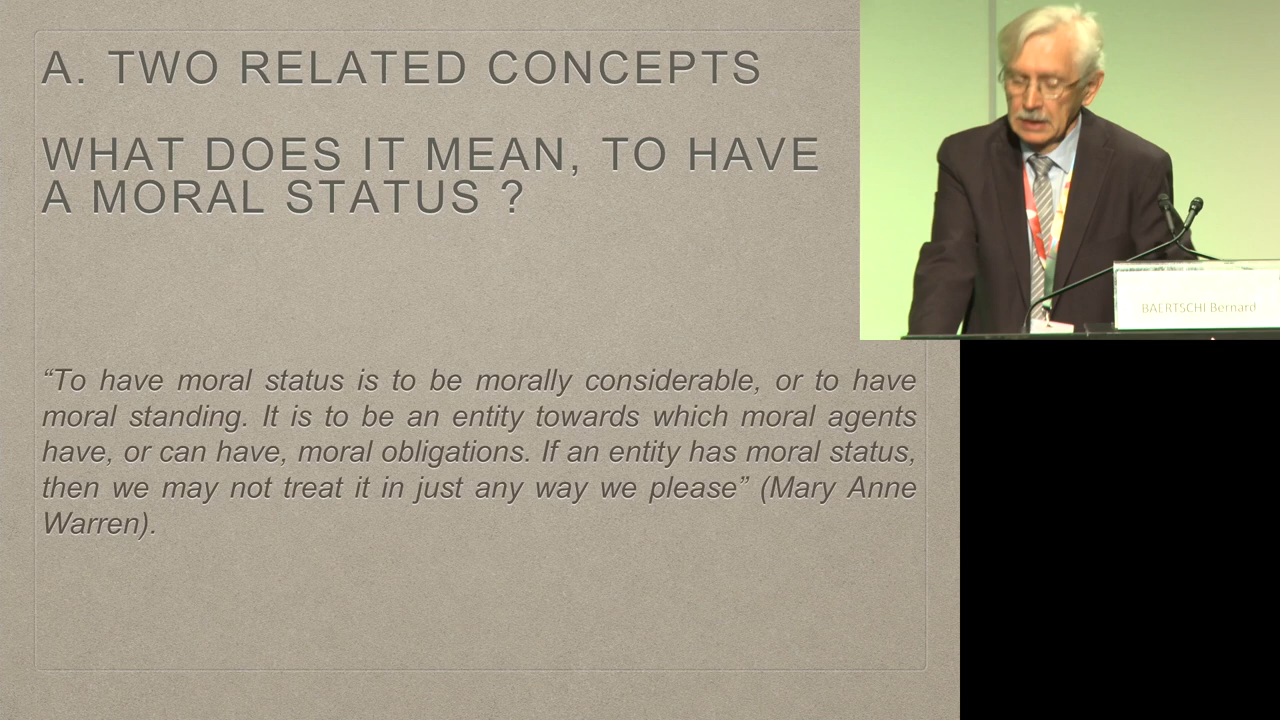 A. TWO RELATED CONCEPTS
WHAT DOES IT MEAN, TO HAVE
A MORAL STATUS ?
“To have moral status is to be morally considerable, or to have
moral standing. It is to be an entity towards which moral agents
have, or can have, moral obligations. If an entity has moral status,
then we may not treat it in just any way we please” (Mary Anne
Warren).
BAERTSCHI Bernard